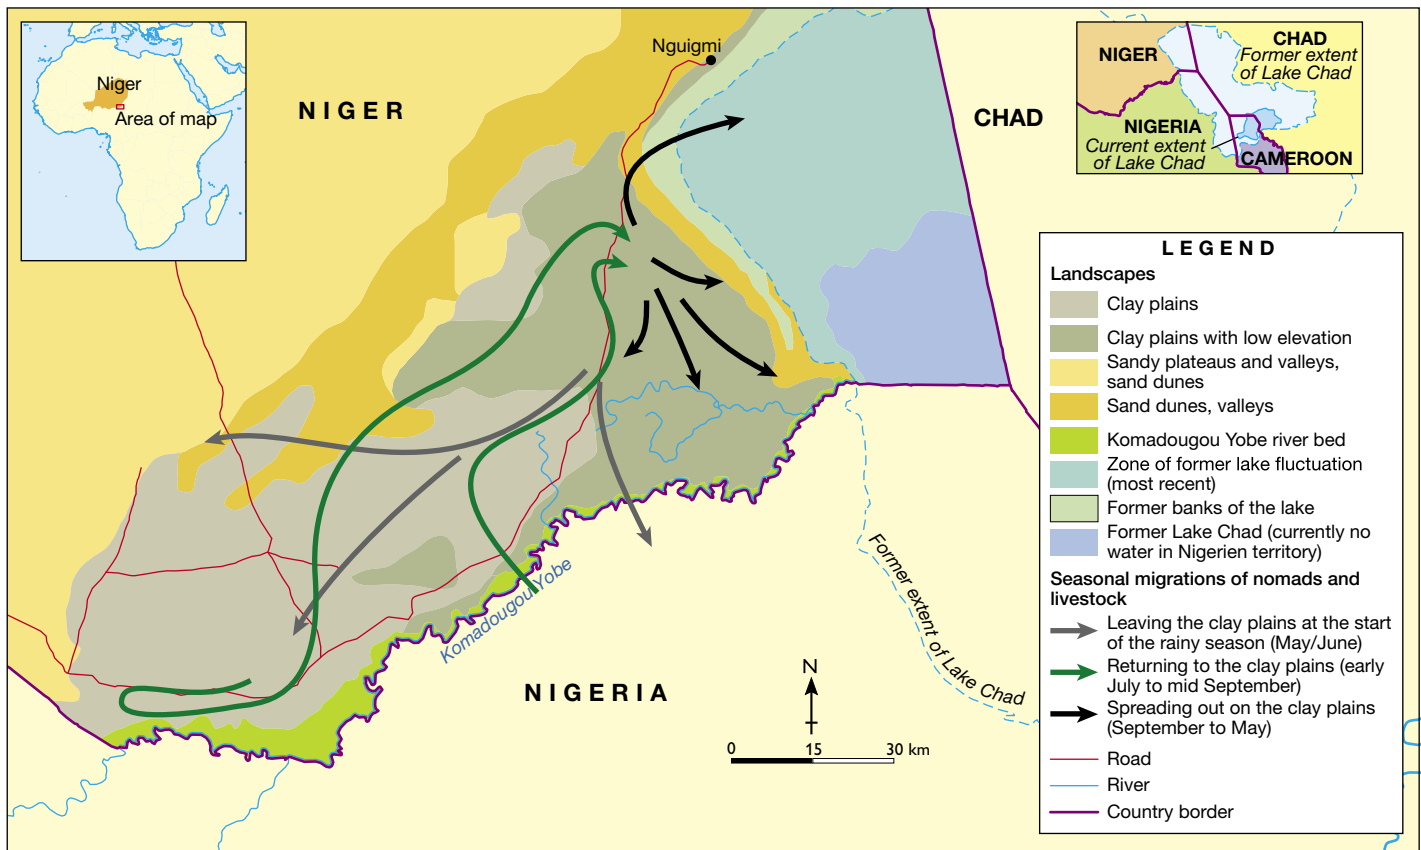 Niger
Area of map
NIGER
Nguigmi
CHAD
NIGER
CHAD
Former extent
of Lake Chad
NIGERIA
Current extent
of Lake Chad
CAMEROON
LEGEND
Landscapes
Clay plains
Clay plains with low elevation
Sandy plateaus and valleys,
sand dunes
Sand dunes, valleys
Komadougou Yobe river bed
Zone of former lake fluctuation
(most recent)
Former banks of the lake
Former Lake Chad (currently no
water in Nigerien territory)
Seasonal migrations of nomads and
livestock
Leaving the clay plains at the start
of the rainy season (May/June)
Returning to the clay plains (early
July to mid September)
Spreading out on the clay plains
(September to May)
Road
River
Country border
Komadougou Yobe
Former extent of Lake Chad
NIGERIA
N
0 15 30 km